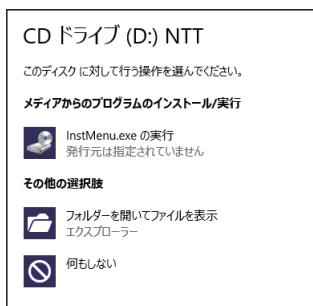 CD ドライブ (D:) NTT
このディスク に対して行う操作を選んでください。
メディアからのプログラムのインストール/実行
InstMenu.exe の実行
発行元は指定されていません
その他の選択肢
フォルダーを開いてファイルを表示
エクスプローラー
何もしない